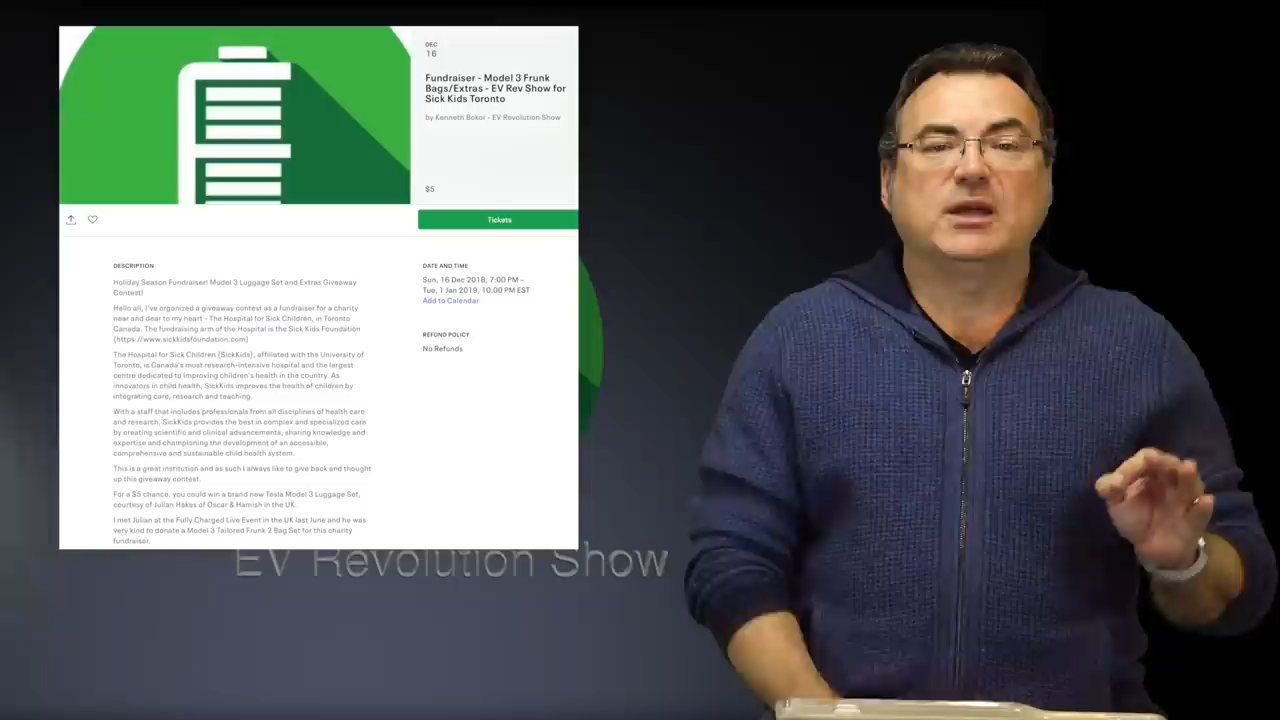 DEC
16
Fundraiser - Model 3 Frunk
Bags/Extras - EV Rev Show for
Sick Kids Toronto
by Kenneth Bokor - EV Revolution Show
$5
Tickets
DESCRIPTION
Holiday Season Fundraiser! Model 3 Luggage Set and Extras Giveaway
Contest!
Hello all, I've organized a giveaway contest as a fundraiser for a charity
near and dear to my heart - The Hospital for Sick Children, in Toronto
Canada. The fundraising arm of the Hospital is the Sick Kids Foundation
(https://www.sickkidsfoundation.com)
The Hospital for Sick Children (SickKids), affiliated with the University of
Toronto, is Canada's most research-intensive hospital and the largest
centre dedicated to improving children's health in the country. As
innovators in child health, SickKids improves the health of children by
integrating care, research and teaching.
With a staff that includes professionals from all disciplines of health care
and research, SickKids provides the best in complex and specialized care
by creating scientific and clinical advancements, sharing knowledge and
expertise and championing the development of an accessible,
comprehensive and sustainable child health system.
This is a great institution and as such I always like to give back and thought
up this giveaway contest.
For a $5 chance, you could win a brand new Tesla Model 3 Luggage Set,
courtesy of Julian Hakes of Oscar & Hamish in the UK.
I met Julian at the Fully Charged Live Event in the UK last June and he was
very kind to donate a Model 3 Tailored Frunk 2 Bag Set for this charity
fundraiser.
DATE AND TIME
Sun, 16 Dec 2018, 7:00 PM -
Tue, 1 Jan 2019, 10:00 PM EST
Add to Calendar
REFUND POLICY
No Refunds
EV Revolution Show